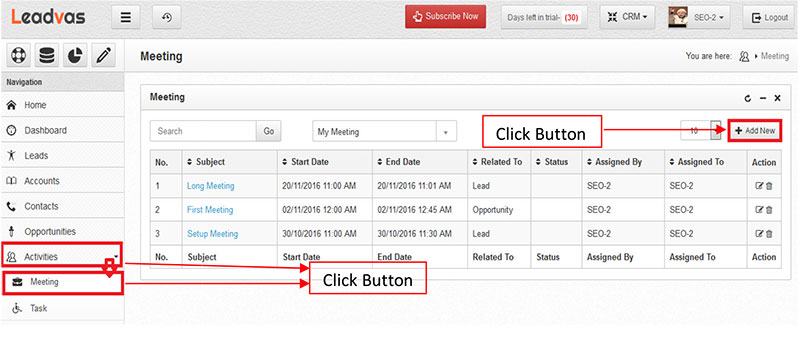 Leadvas
Subscribe Now
Days left in trial- (30)
CRM
SEO-2
Logout
Meeting
You are here: Meeting
Navigation
Home
Dashboard
Leads
Accounts
Contacts
Opportunities
Activities
Meeting
Task
Meeting
Search Go My Meeting 10 Add New
Click Button
No. Subject Start Date End Date Related To Status Assigned By Assigned To Action
1 Long Meeting 20/11/2016 11:00 AM 20/11/2016 11:01 AM Lead SEO-2 SEO-2
2 First Meeting 02/11/2016 12:00 AM 02/11/2016 12:45 AM Opportunity SEO-2 SEO-2
3 Setup Meeting 30/10/2016 11:00 AM 30/10/2016 11:30 AM Lead SEO-2 SEO-2
No. Subject Start Date End Date Related To Status Assigned By Assigned To Action
Click Button